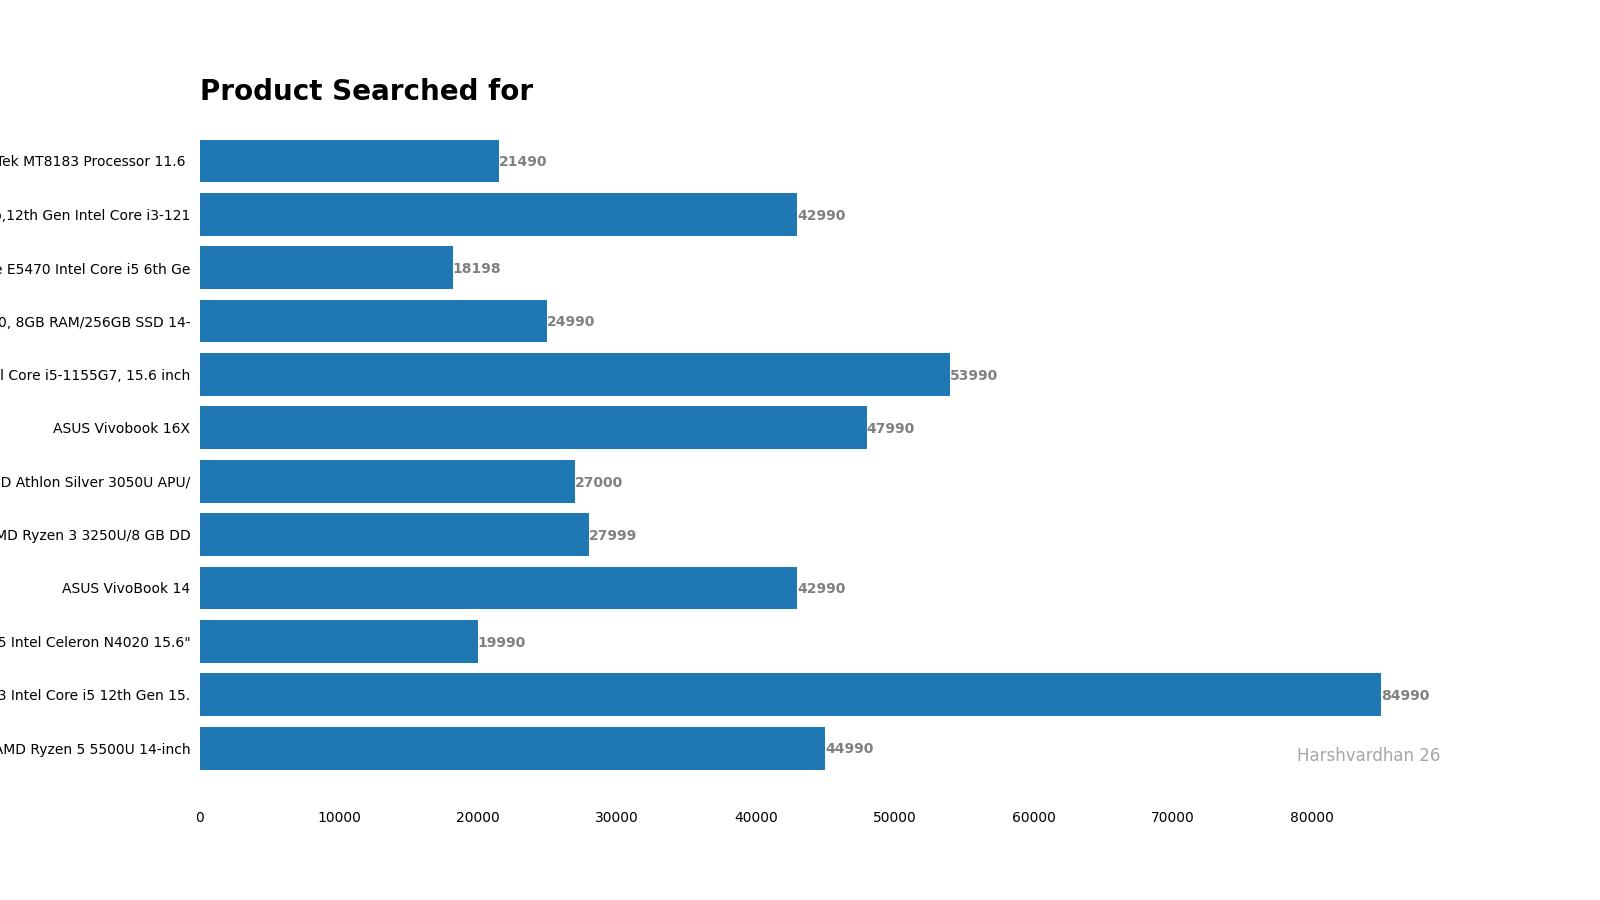 Product Searched for
Tek MT8183 Processor 11.6 21490
,12th Gen Intel Core i3-121 42990
E5470 Intel Core i5 6th Ge 18198
0, 8GB RAM/256GB SSD 14- 24990
l Core i5-1155G7, 15.6 inch 53990
ASUS Vivobook 16X 47990
D Athlon Silver 3050U APU/ 27000
MD Ryzen 3 3250U/8 GB DD 27999
ASUS VivoBook 14 42990
5 Intel Celeron N4020 15.6" 19990
3 Intel Core i5 12th Gen 15. 84990
AMD Ryzen 5 5500U 14-inch 44990
Harshvardhan 26
0 10000 20000 30000 40000 50000 60000 70000 80000